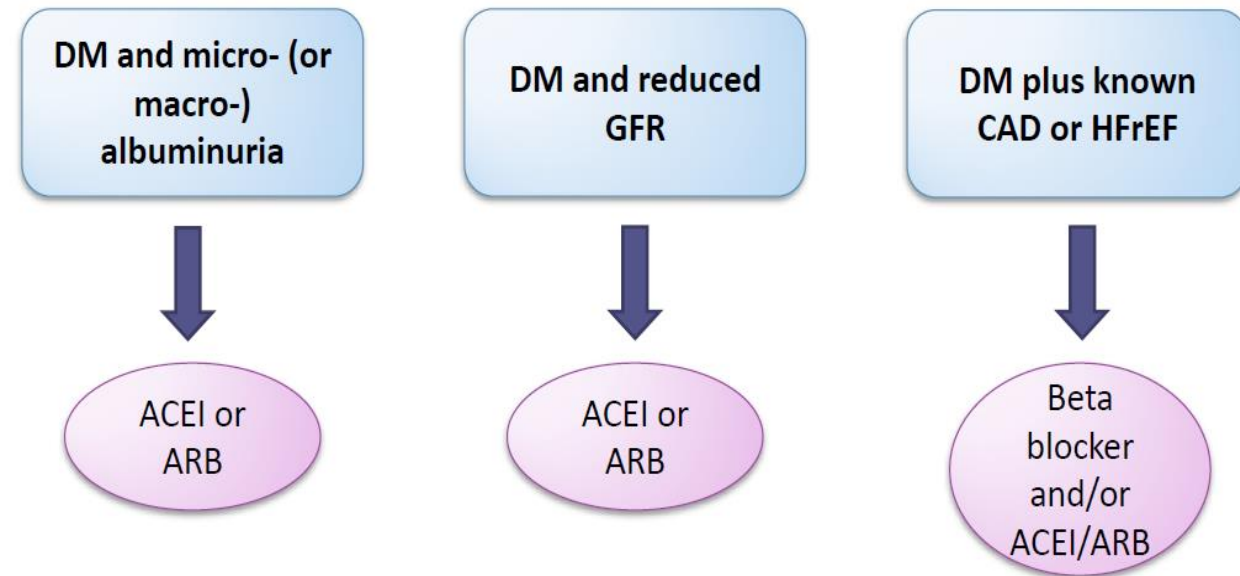 DM and micro- (or
macro-)
albuminuria
DM and reduced
GFR
DM plus known
CAD or HFrEF
ACEI or
ARB
ACEI or
ARB
Beta
blocker
and/or
ACEI/ARB